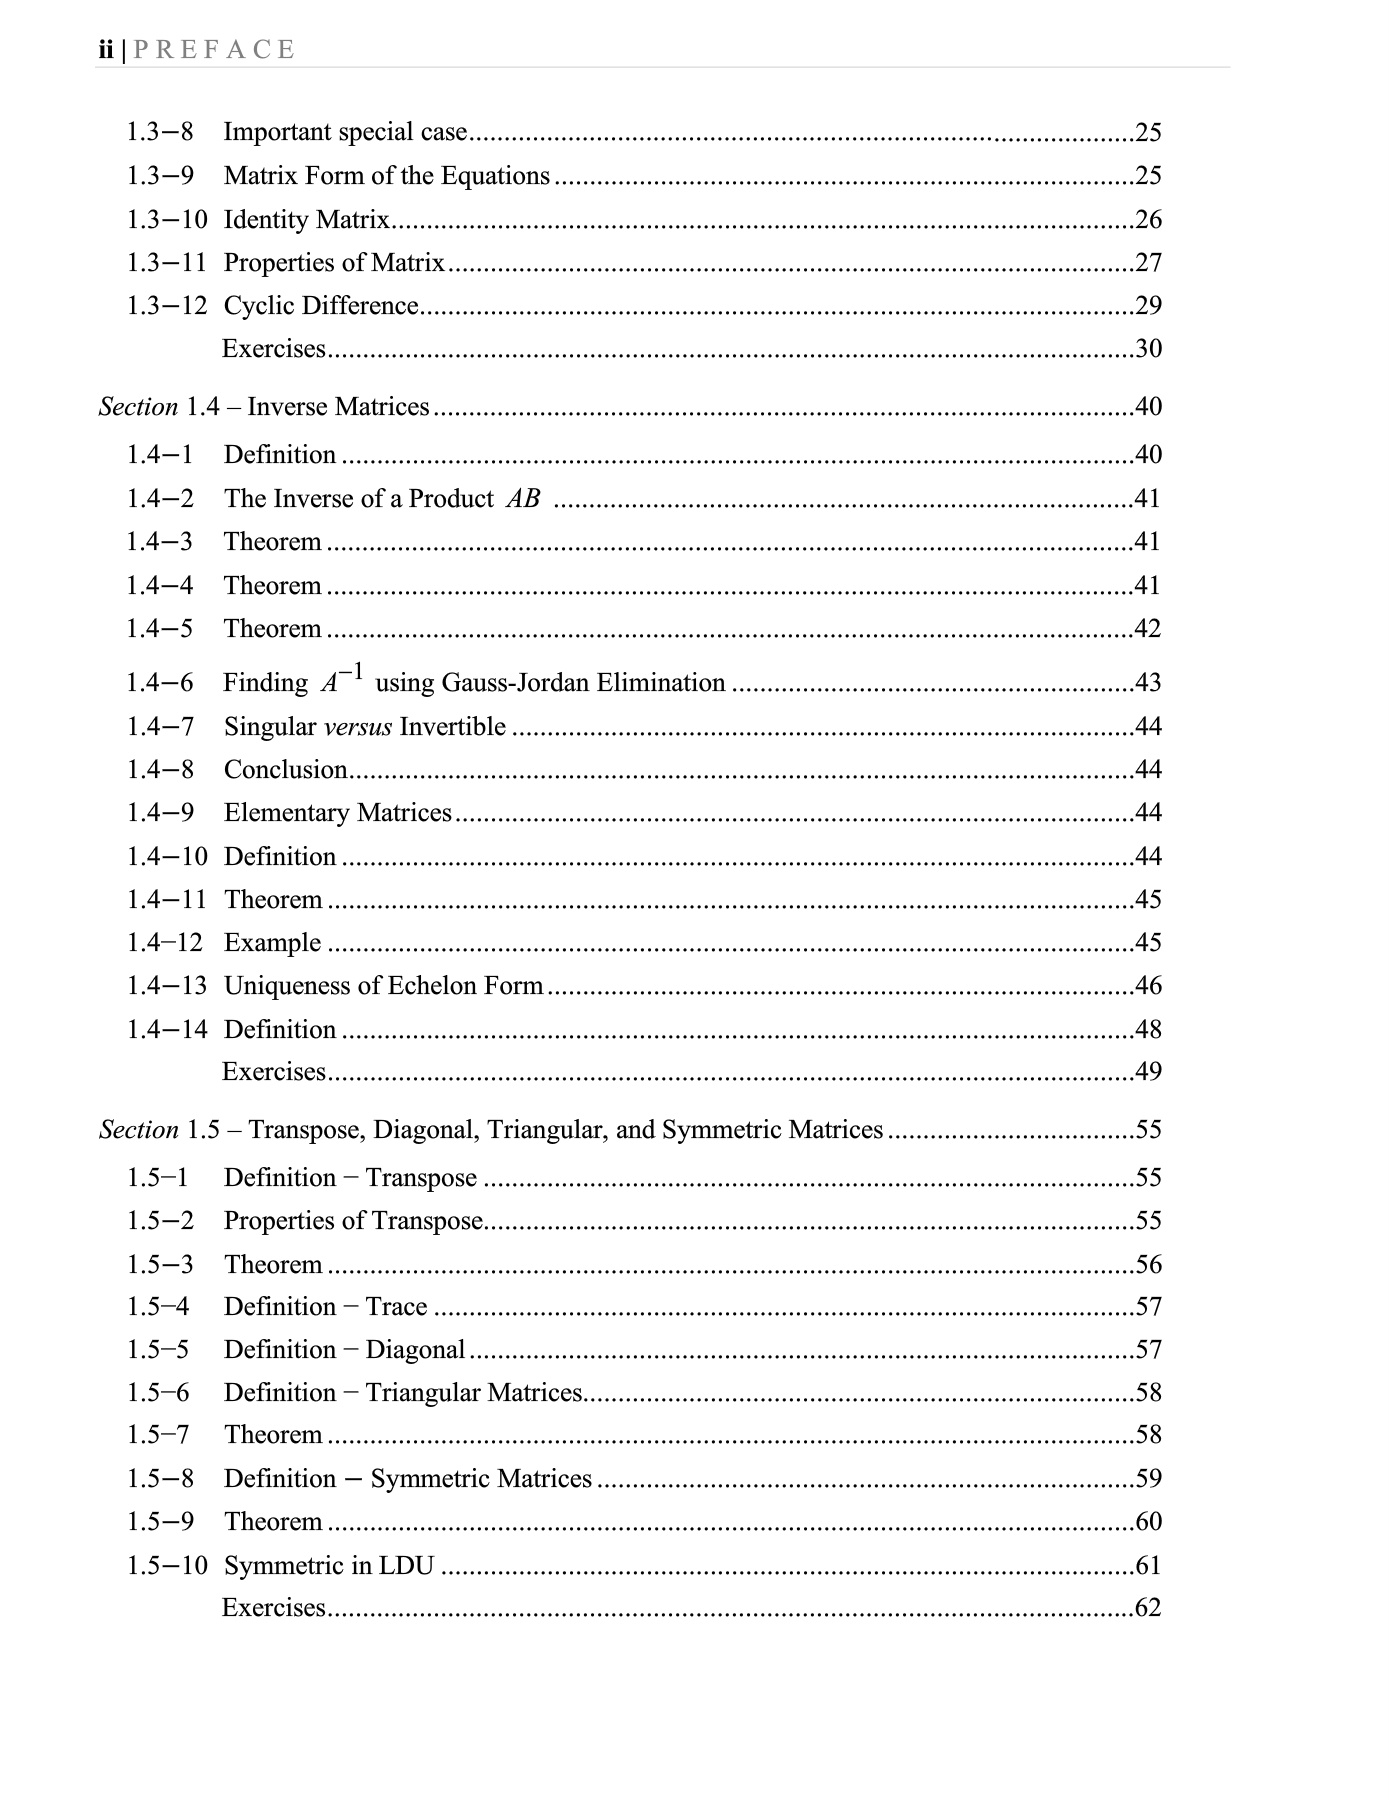 ii | PREFACE
1.3–8 Important special case..........25
1.3–9 Matrix Form of the Equations..........25
1.3–10 Identity Matrix..........26
1.3–11 Properties of Matrix..........27
1.3–12 Cyclic Difference..........29
Exercises..........30
Section 1.4 – Inverse Matrices..........40
1.4–1 Definition..........40
1.4–2 The Inverse of a Product AB..........41
1.4–3 Theorem..........41
1.4–4 Theorem..........41
1.4–5 Theorem..........42
1.4–6 Finding A⁻¹ using Gauss-Jordan Elimination..........43
1.4–7 Singular versus Invertible..........44
1.4–8 Conclusion..........44
1.4–9 Elementary Matrices..........44
1.4–10 Definition..........44
1.4–11 Theorem..........45
1.4–12 Example..........45
1.4–13 Uniqueness of Echelon Form..........46
1.4–14 Definition..........48
Exercises..........49
Section 1.5 – Transpose, Diagonal, Triangular, and Symmetric Matrices..........55
1.5–1 Definition – Transpose..........55
1.5–2 Properties of Transpose..........55
1.5–3 Theorem..........56
1.5–4 Definition – Trace..........57
1.5–5 Definition – Diagonal..........57
1.5–6 Definition – Triangular Matrices..........58
1.5–7 Theorem..........58
1.5–8 Definition – Symmetric Matrices..........59
1.5–9 Theorem..........60
1.5–10 Symmetric in LDU..........61
Exercises..........62